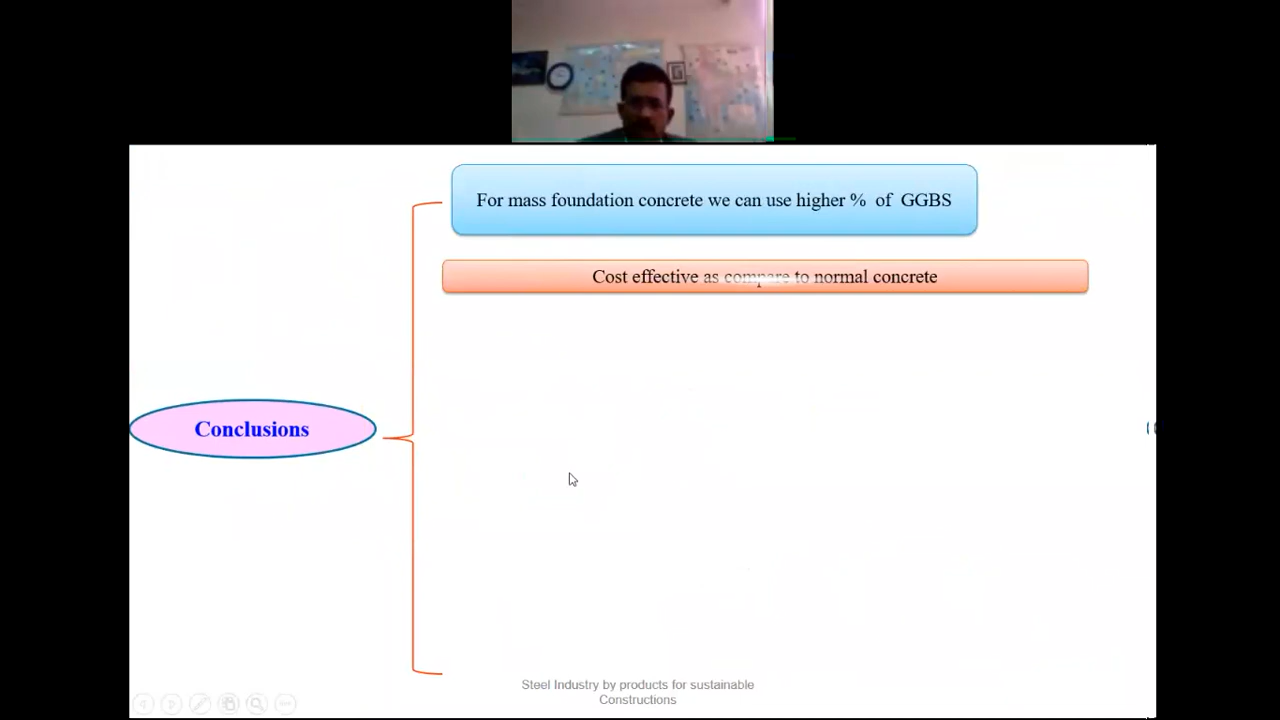 For mass foundation concrete we can use higher % of GGBS
Cost effective as compare to normal concrete
Conclusions
Steel Industry by products for sustainable
Constructions